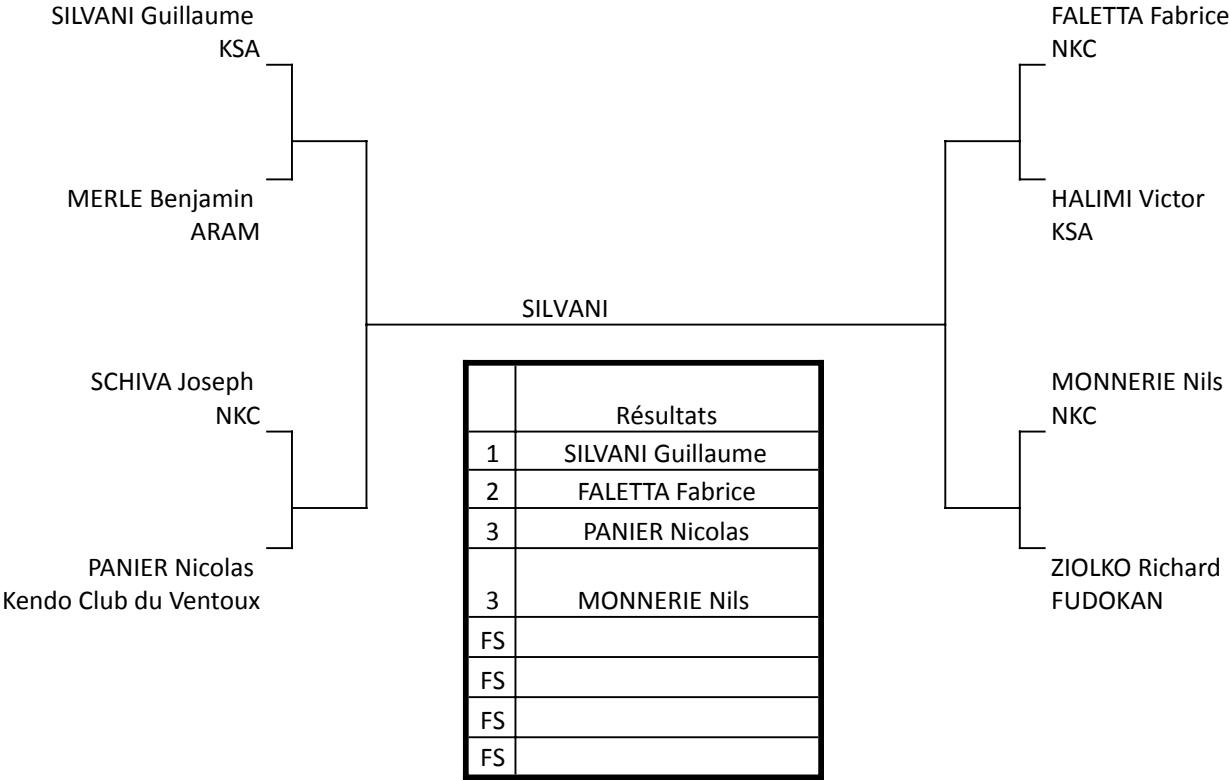 SILVANI Guillaume
KSA
MERLE Benjamin
ARAM
SCHIVA Joseph
NKC
PANIER Nicolas
Kendo Club du Ventoux
SILVANI
Résultats
1 SILVANI Guillaume
2 FALETTA Fabrice
3 PANIER Nicolas
3 MONNERIE Nils
FS
FS
FS
FS
FALETTA Fabrice
NKC
HALIMI Victor
KSA
MONNERIE Nils
NKC
ZIOLKO Richard
FUDOKAN